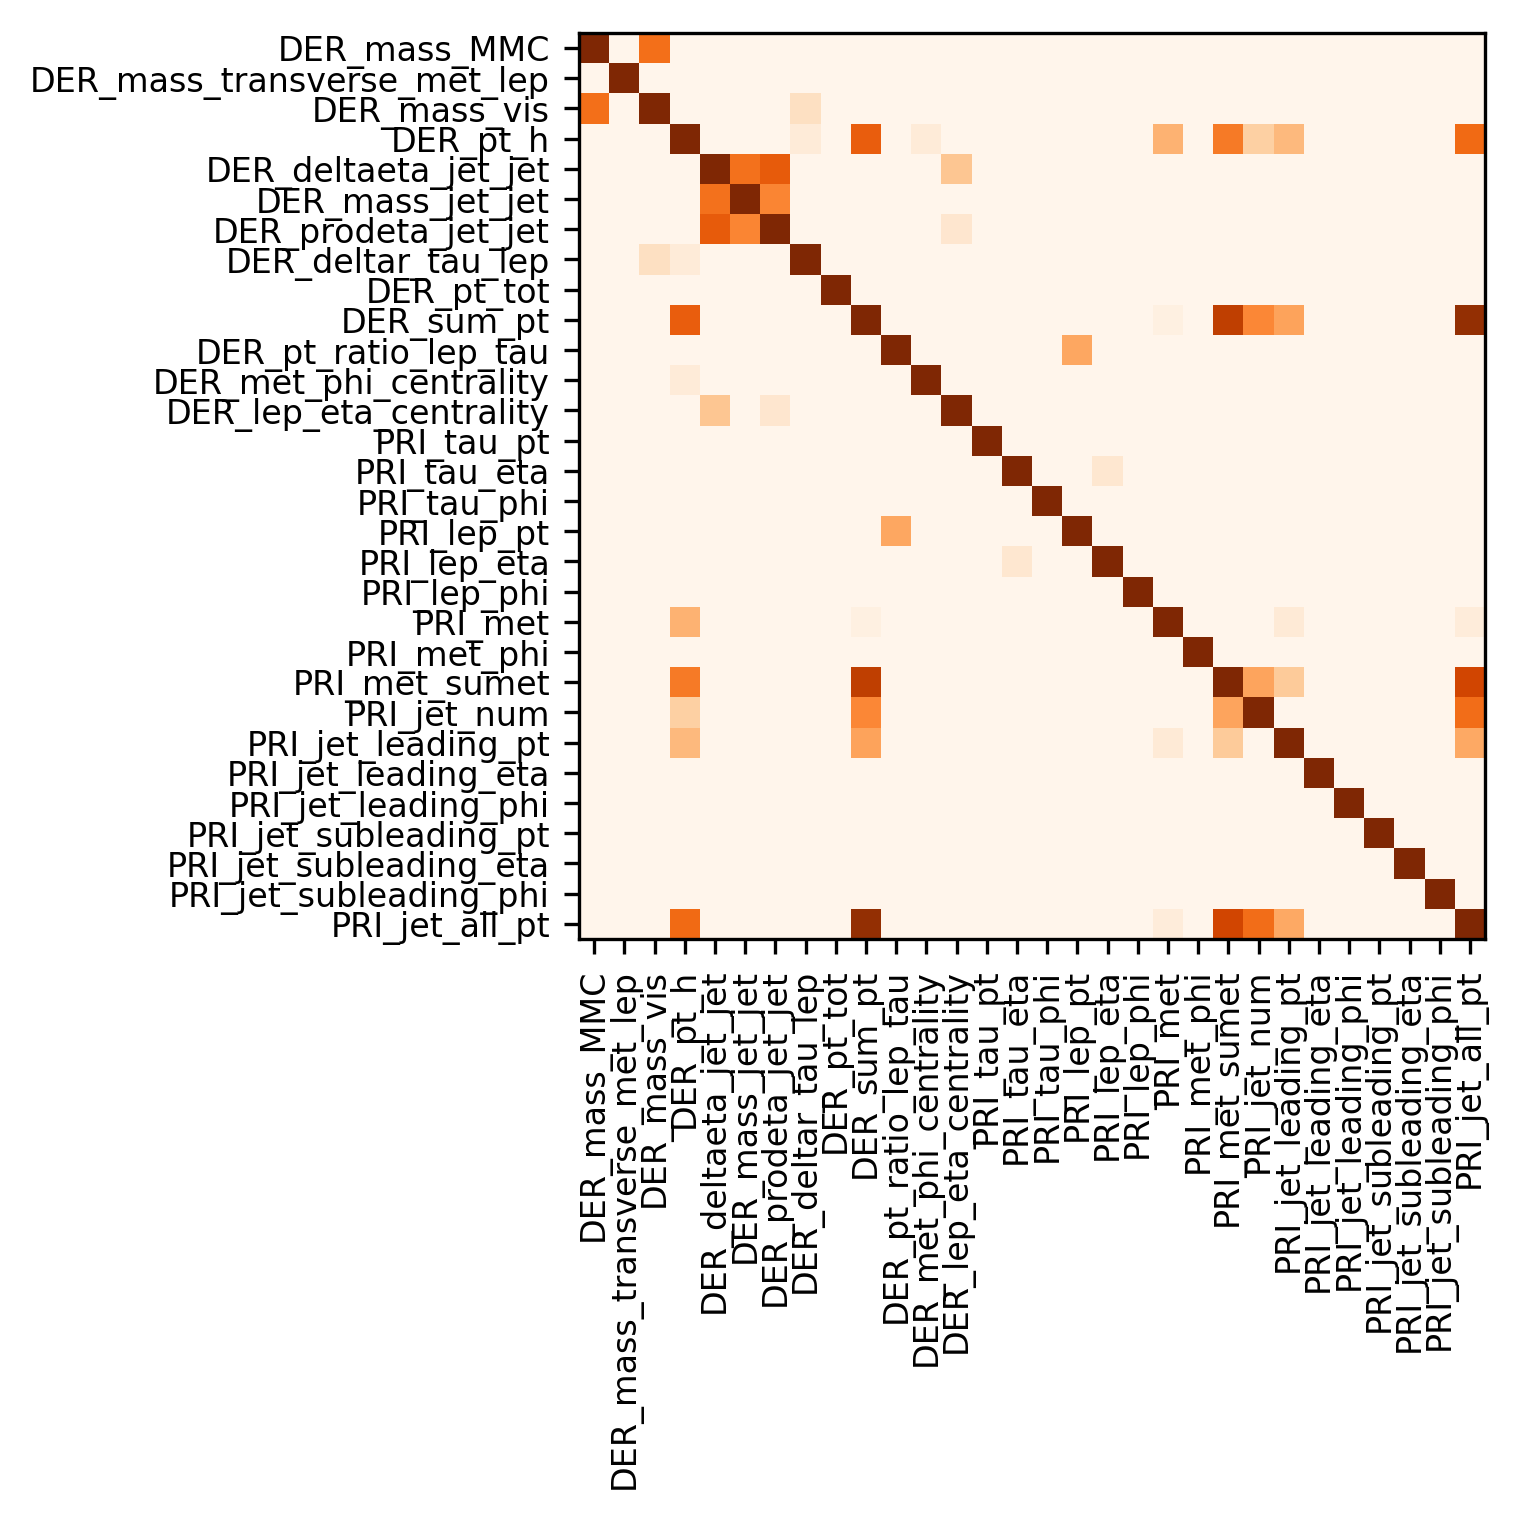 DER_mass_MMC
DER_mass_transverse_met_lep
DER_mass_vis
DER_pt_h
DER_deltaeta_jet_jet
DER_mass_jet_jet
DER_prodeta_jet_jet
DER_deltar_tau_lep
DER_pt_tot
DER_sum_pt
DER_pt_ratio_lep_tau
DER_met_phi_centrality
DER_lep_eta_centrality
PRI_tau_pt
PRI_tau_eta
PRI_tau_phi
PRI_lep_pt
PRI_lep_eta
PRI_lep_phi
PRI_met
PRI_met_phi
PRI_met_sumet
PRI_jet_num
PRI_jet_leading_pt
PRI_jet_leading_eta
PRI_jet_leading_phi
PRI_jet_subleading_pt
PRI_jet_subleading_eta
PRI_jet_subleading_phi
PRI_jet_all_pt
DER_mass_MMC
DER_mass_transverse_met_lep
DER_mass_vis
DER_pt_h
DER_deltaeta_jet_jet
DER_mass_jet_jet
DER_prodeta_jet_jet
DER_deltar_tau_lep
DER_pt_tot
DER_sum_pt
DER_pt_ratio_lep_tau
DER_met_phi_centrality
DER_lep_eta_centrality
PRI_tau_pt
PRI_tau_eta
PRI_tau_phi
PRI_lep_pt
PRI_lep_eta
PRI_lep_phi
PRI_met
PRI_met_phi
PRI_met_sumet
PRI_jet_num
PRI_jet_leading_pt
PRI_jet_leading_eta
PRI_jet_leading_phi
PRI_jet_subleading_pt
PRI_jet_subleading_eta
PRI_jet_subleading_phi
PRI_jet_all_pt